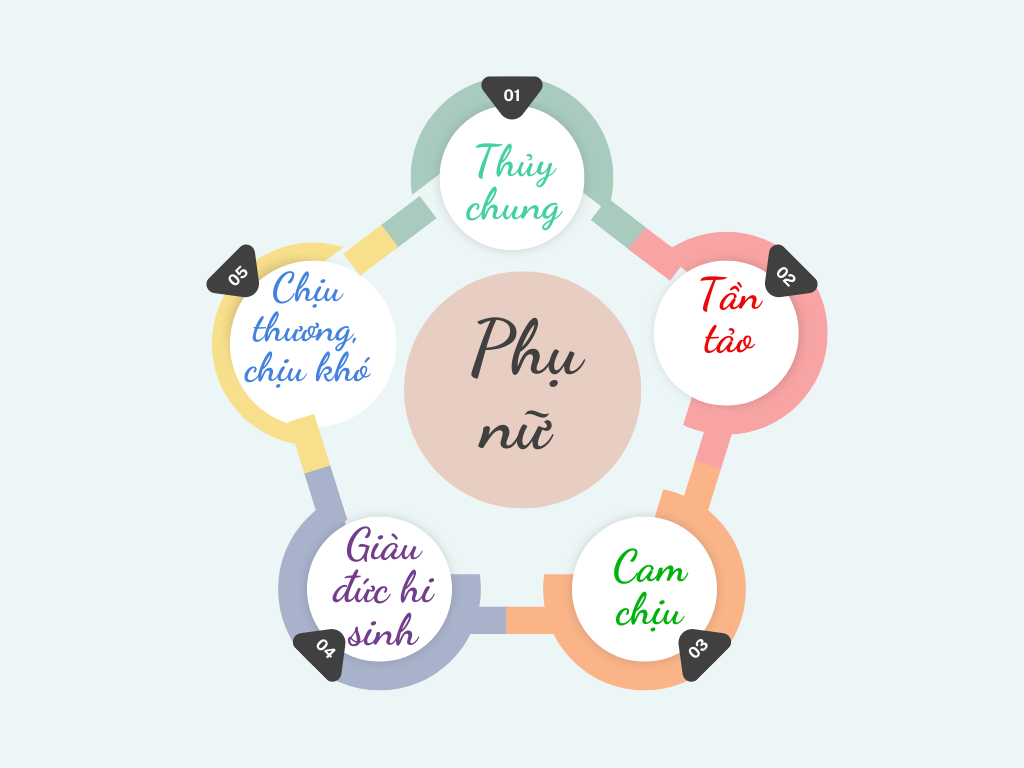 01
Thủy
chung
02
Tần
tảo
03
Cam
chịu
04
Giàu
đức hi
sinh
05
Chịu
thương,
chịu khó
Phụ
nữ